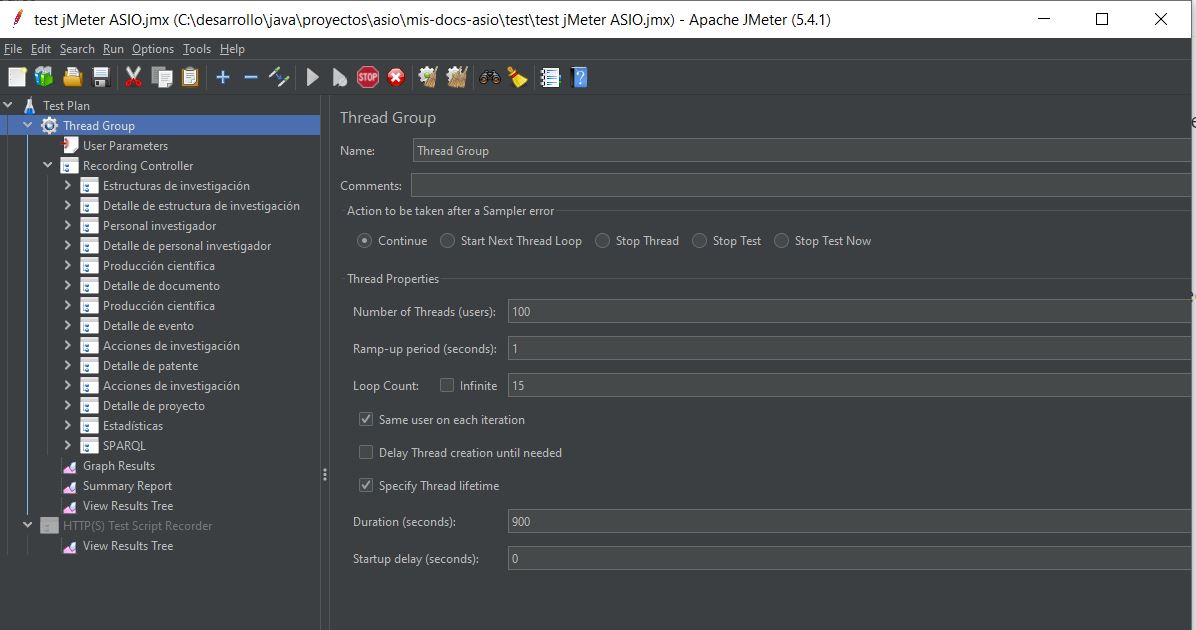 test jMeter ASIO.jmx (C:\desarrollo\java\proyectos\asio\mis-docs-asio\test\test jMeter ASIO.jmx) - Apache JMeter (5.4.1)
File Edit Search Run Options Tools Help
STOP
Test Plan
Thread Group
User Parameters
Recording Controller
Estructuras de investigación
Detalle de estructura de investigación
Personal investigador
Detalle de personal investigador
Producción científica
Detalle de documento
Producción científica
Detalle de evento
Acciones de investigación
Detalle de patente
Acciones de investigación
Detalle de proyecto
Estadísticas
SPARQL
Graph Results
Summary Report
View Results Tree
HTTP(S) Test Script Recorder
View Results Tree
Thread Group
Name: Thread Group
Comments:
Action to be taken after a Sampler error
Continue Start Next Thread Loop Stop Thread Stop Test Stop Test Now
Thread Properties
Number of Threads (users): 100
Ramp-up period (seconds): 1
Loop Count: Infinite 15
Same user on each iteration
Delay Thread creation until needed
Specify Thread lifetime
Duration (seconds): 900
Startup delay (seconds): 0